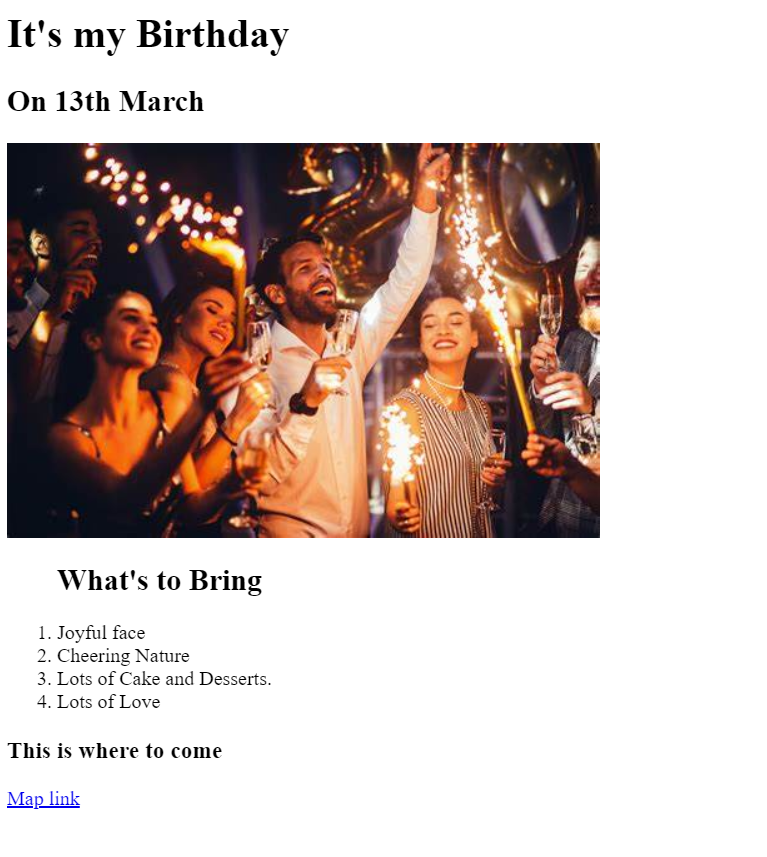 It's my Birthday
On 13th March
20
What's to Bring
1. Joyful face
2. Cheering Nature
3. Lots of Cake and Desserts.
4. Lots of Love
This is where to come
Map link